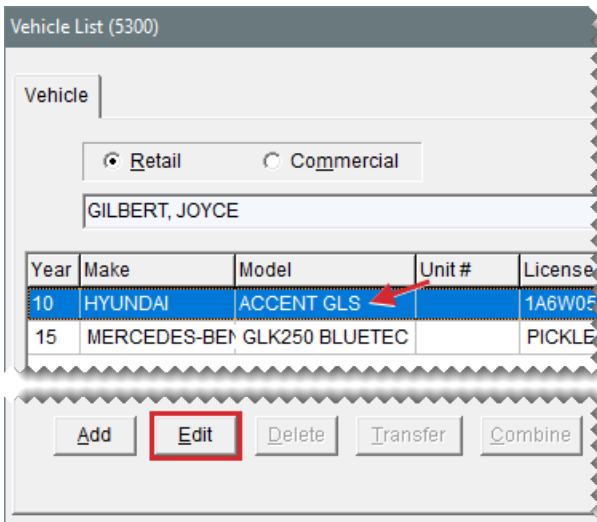 Vehicle List (5300)
Vehicle
Retail Commercial
GILBERT, JOYCE
Year Make Model Unit # License
10 HYUNDAI ACCENT GLS 1A6W05
15 MERCEDES-BEN GLK250 BLUETEC PICKLE
Add Edit Delete Transfer Combine